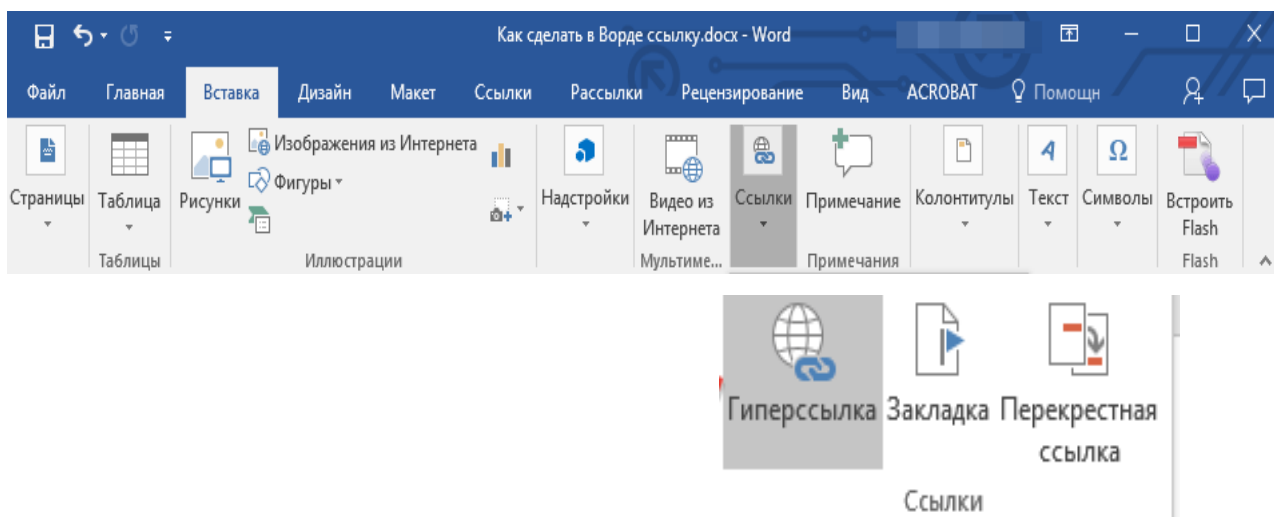 Как сделать в Ворде ссылку.docx - Word
Файл Главная Вставка Дизайн Макет Ссылки Рассылки Рецензирование Вид ACROBAT Помощн
Изображения из Интернета
Фигуры
Страницы Таблица Рисунки Надстройки Видео из Ссылки Примечание Колонтитулы Текст Символы Встроить
Интернета Flash
Таблицы Иллюстрации Мультиме... Примечания Flash
Гиперссылка Закладка Перекрестная
ссылка
Ссылки